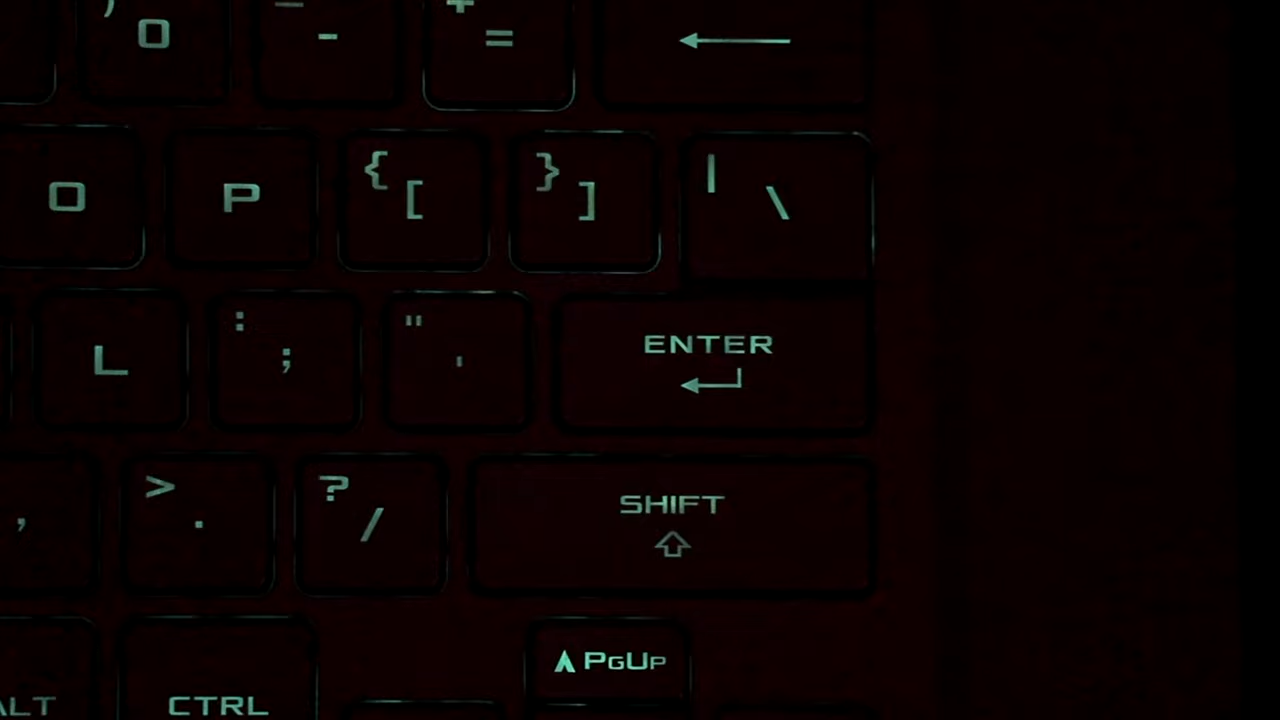 ) _ +
0 - = ←
{ } |
O P [ ] \
: "
L ; ' ENTER
↵
> ?
, . / SHIFT
⇧
▲ PGUP
ALT CTRL